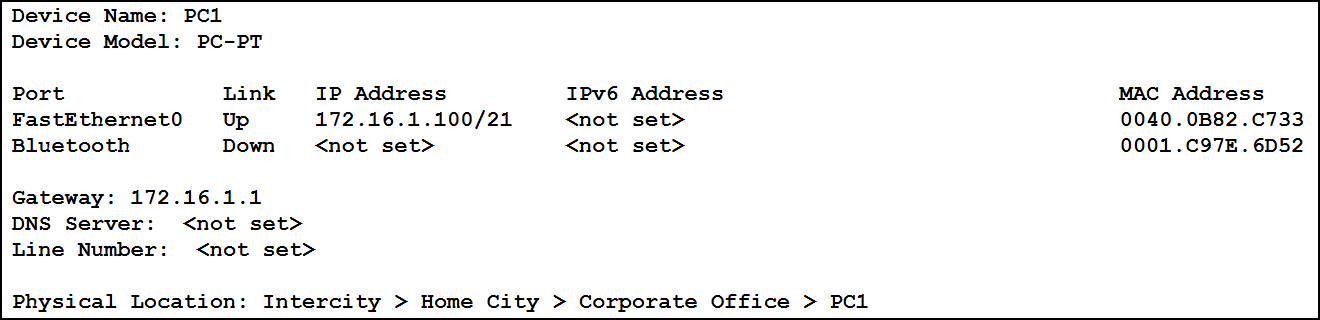 Device Name: PC1
Device Model: PC-PT
Port Link IP Address IPv6 Address MAC Address
FastEthernet0 Up 172.16.1.100/21 <not set> 0040.0B82.C733
Bluetooth Down <not set> <not set> 0001.C97E.6D52
Gateway: 172.16.1.1
DNS Server: <not set>
Line Number: <not set>
Physical Location: Intercity > Home City > Corporate Office > PC1